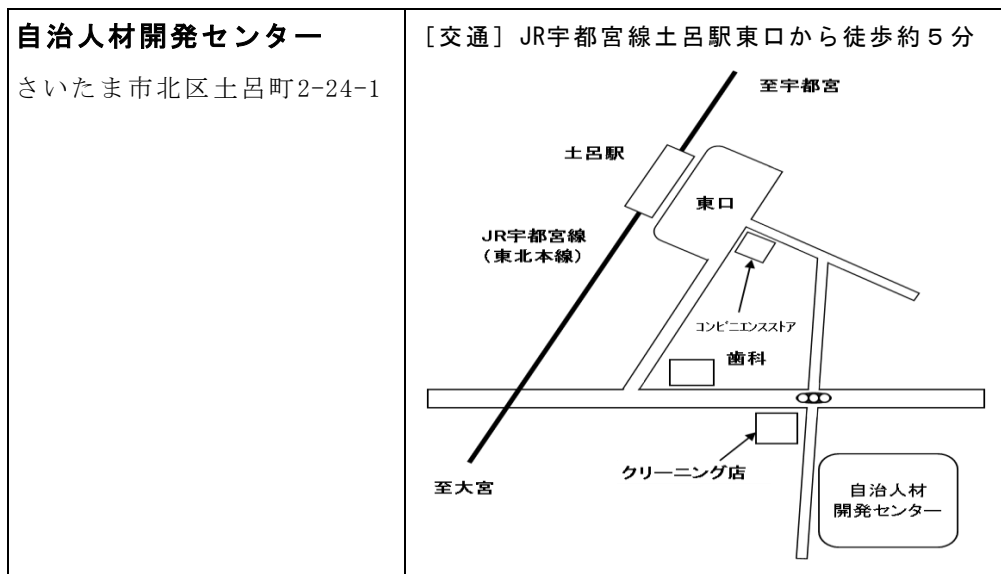 自治人材開発センター
さいたま市北区土呂町2-24-1
[交通] JR宇都宮線土呂駅東口から徒歩約５分
至宇都宮
土呂駅
東口
JR宇都宮線
（東北本線）
コンビニエンスストア
歯科
クリーニング店
至大宮
自治人材
開発センター